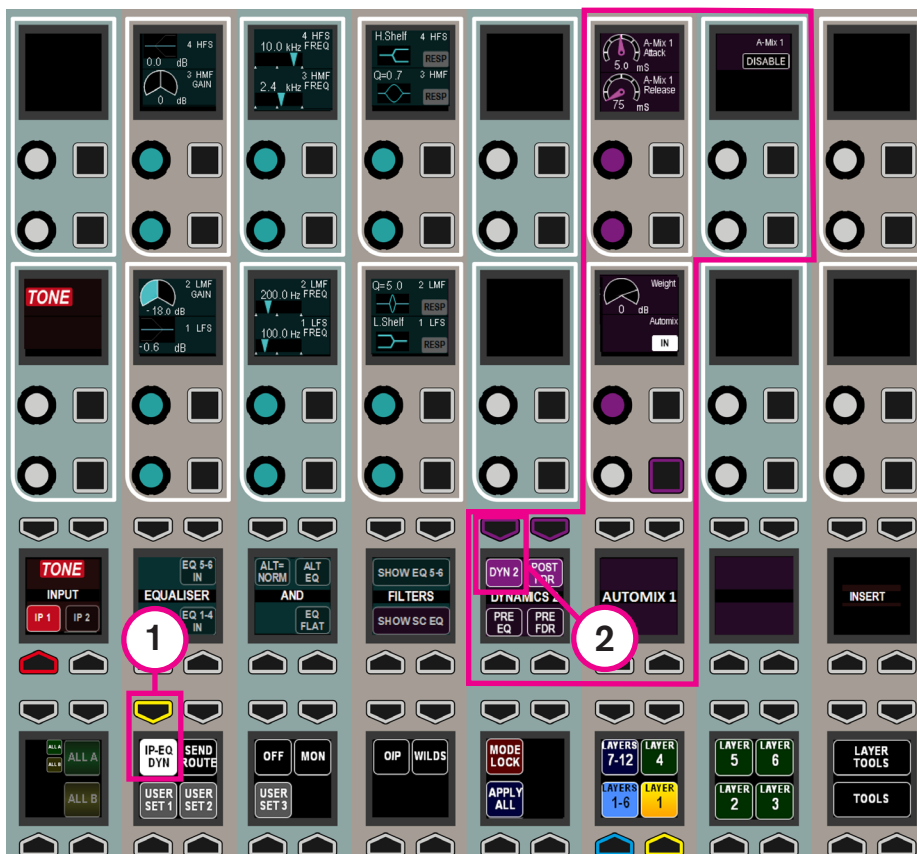 4 HFS
0.0 dB
3 HMF
GAIN
0 dB
4 HFS
10.0 kHz FREQ
3 HMF
2.4 kHz FREQ
H.Shelf 4 HFS
RESP
Q=0.7 3 HMF
RESP
A-Mix 1
Attack
5.0 mS
A-Mix 1
Release
75 mS
A-Mix 1
DISABLE
TONE
2 LMF
GAIN
-18.0 dB
1 LFS
-0.6 dB
2 LMF
200.0 Hz FREQ
1 LFS
100.0 Hz FREQ
Q=5.0 2 LMF
RESP
L.Shelf 1 LFS
RESP
Weight
0 dB
Automix
IN
TONE
INPUT
IP 1 IP 2
EQ 5-6
IN
EQUALISER
EQ 1-4
IN
ALT=
NORM
ALT
EQ
AND
EQ
FLAT
SHOW EQ 5-6
FILTERS
SHOW SC EQ
DYN 2
POST
FDR
DYNAMICS 2
PRE
EQ
PRE
FDR
AUTOMIX 1
INSERT
1
2
ALL A
ALL B
ALL A
ALL B
IP-EQ
DYN
SEND
ROUTE
USER
SET 1
USER
SET 2
OFF MON
USER
SET 3
OIP WILDS
MODE
LOCK
APPLY
ALL
LAYERS
7-12
LAYER
4
LAYERS
1-6
LAYER
1
LAYER
5
LAYER
6
LAYER
2
LAYER
3
LAYER
TOOLS
TOOLS